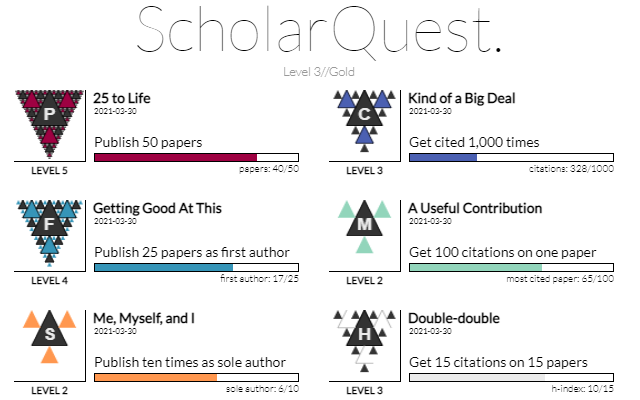 ScholarQuest.
Level 3//Gold
P
25 to Life
2021-03-30
Publish 50 papers
LEVEL 5
papers: 40/50
C
Kind of a Big Deal
2021-03-30
Get cited 1,000 times
LEVEL 3
citations: 328/1000
F
Getting Good At This
2021-03-30
Publish 25 papers as first author
LEVEL 4
first author: 17/25
M
A Useful Contribution
2021-03-30
Get 100 citations on one paper
LEVEL 2
most cited paper: 65/100
S
Me, Myself, and I
2021-03-30
Publish ten times as sole author
LEVEL 2
sole author: 6/10
H
Double-double
2021-03-30
Get 15 citations on 15 papers
LEVEL 3
h-index: 10/15